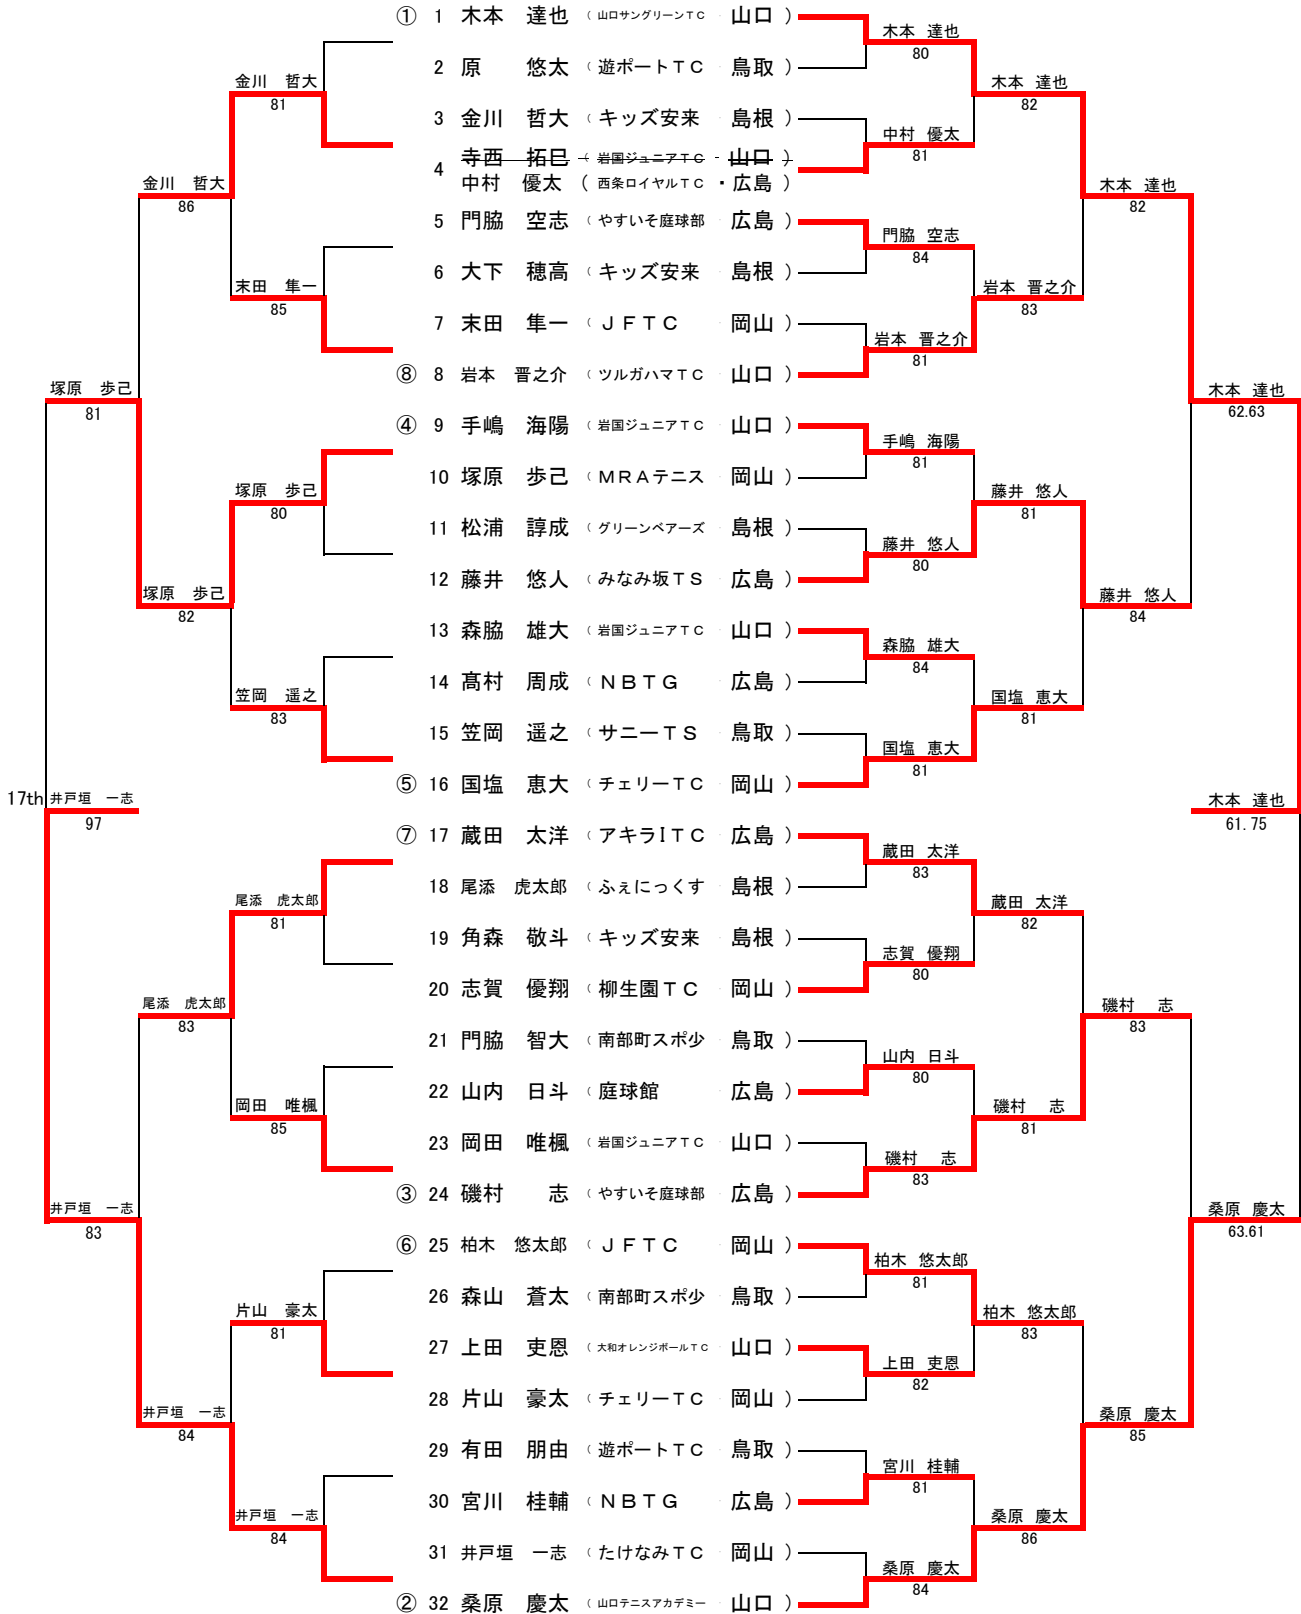 ① 1 木本 達也 （ 山口サングリーンＴＣ 山口 ）
木本 達也
80
2 原 悠太 （ 遊ポートＴＣ 鳥取 ）
金川 哲大
81
木本 達也
82
3 金川 哲大 （ キッズ安来 島根 ）
中村 優太
81
4 寺西 拓巳 （ 岩国ジュニアＴＣ ・ 山口 ）
中村 優太 （ 西条ロイヤルＴＣ ・ 広島 ）
金川 哲大
86
木本 達也
82
5 門脇 空志 （ やすいそ庭球部 広島 ）
門脇 空志
84
6 大下 穂高 （ キッズ安来 島根 ）
末田 隼一
85
岩本 晋之介
83
7 末田 隼一 （ ＪＦＴＣ 岡山 ）
岩本 晋之介
81
⑧ 8 岩本 晋之介 （ ツルガハマＴＣ 山口 ）
塚原 歩己
81
木本 達也
62.63
④ 9 手嶋 海陽 （ 岩国ジュニアＴＣ 山口 ）
手嶋 海陽
81
10 塚原 歩己 （ ＭＲＡテニス 岡山 ）
塚原 歩己
80
藤井 悠人
81
11 松浦 諄成 （ グリーンベアーズ 島根 ）
藤井 悠人
80
12 藤井 悠人 （ みなみ坂ＴＳ 広島 ）
塚原 歩己
82
藤井 悠人
84
13 森脇 雄大 （ 岩国ジュニアＴＣ 山口 ）
森脇 雄大
84
14 髙村 周成 （ ＮＢＴＧ 広島 ）
笠岡 遥之
83
国塩 恵大
81
15 笠岡 遥之 （ サニーＴＳ 鳥取 ）
国塩 恵大
81
⑤ 16 国塩 恵大 （ チェリーＴＣ 岡山 ）
17th 井戸垣 一志
97
木本 達也
61.75
⑦ 17 蔵田 太洋 （ アキラITC 広島 ）
蔵田 太洋
83
18 尾添 虎太郎 （ ふぇにっくす 島根 ）
尾添 虎太郎
81
蔵田 太洋
82
19 角森 敬斗 （ キッズ安来 島根 ）
志賀 優翔
80
20 志賀 優翔 （ 柳生園ＴＣ 岡山 ）
尾添 虎太郎
83
磯村 志
83
21 門脇 智大 （ 南部町スポ少 鳥取 ）
山内 日斗
80
22 山内 日斗 （ 庭球館 広島 ）
岡田 唯楓
85
磯村 志
81
23 岡田 唯楓 （ 岩国ジュニアＴＣ 山口 ）
磯村 志
83
③ 24 磯村 志 （ やすいそ庭球部 広島 ）
井戸垣 一志
83
桑原 慶太
63.61
⑥ 25 柏木 悠太郎 （ ＪＦＴＣ 岡山 ）
柏木 悠太郎
81
26 森山 蒼太 （ 南部町スポ少 鳥取 ）
片山 豪太
81
柏木 悠太郎
83
27 上田 吏恩 （ 大和オレンジボールＴＣ 山口 ）
上田 吏恩
82
28 片山 豪太 （ チェリーＴＣ 岡山 ）
井戸垣 一志
84
桑原 慶太
85
29 有田 朋由 （ 遊ポートＴＣ 鳥取 ）
宮川 桂輔
81
30 宮川 桂輔 （ ＮＢＴＧ 広島 ）
井戸垣 一志
84
桑原 慶太
86
31 井戸垣 一志 （ たけなみＴＣ 岡山 ）
桑原 慶太
84
② 32 桑原 慶太 （ 山口テニスアカデミー 山口 ）